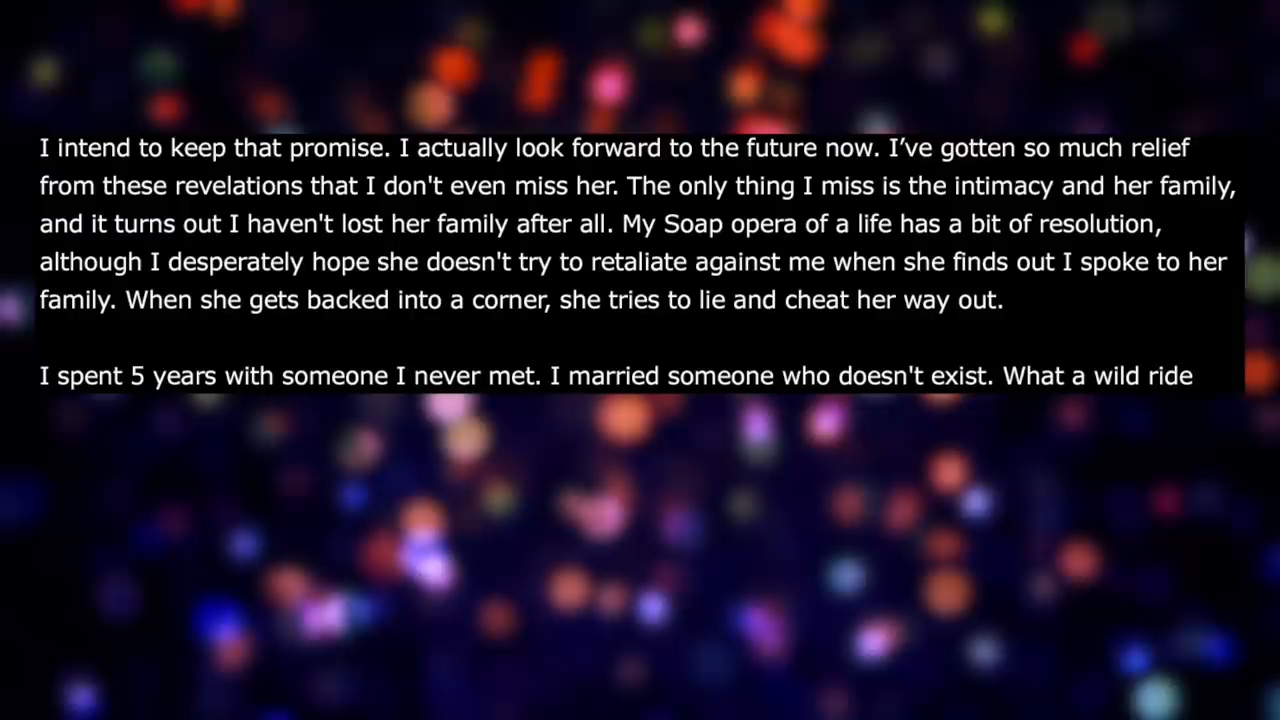 I intend to keep that promise. I actually look forward to the future now. I’ve gotten so much relief
from these revelations that I don't even miss her. The only thing I miss is the intimacy and her family,
and it turns out I haven't lost her family after all. My Soap opera of a life has a bit of resolution,
although I desperately hope she doesn't try to retaliate against me when she finds out I spoke to her
family. When she gets backed into a corner, she tries to lie and cheat her way out.
I spent 5 years with someone I never met. I married someone who doesn't exist. What a wild ride